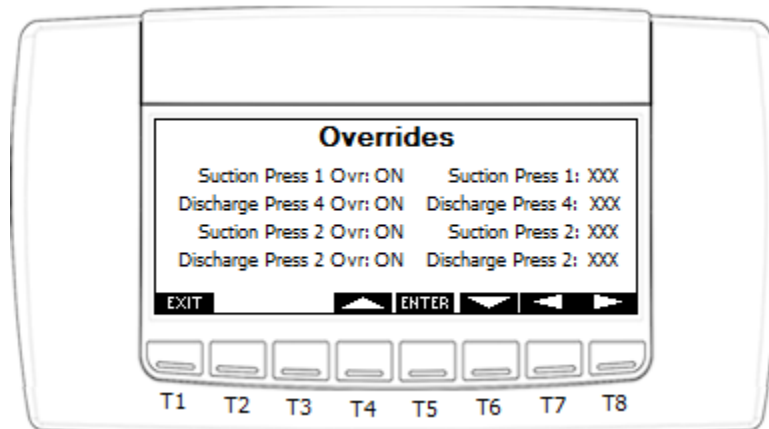 Overrides
Suction Press 1 Ovr: ON Suction Press 1: XXX
Discharge Press 4 Ovr: ON Discharge Press 4: XXX
Suction Press 2 Ovr: ON Suction Press 2: XXX
Discharge Press 2 Ovr: ON Discharge Press 2: XXX
EXIT ENTER
T1 T2 T3 T4 T5 T6 T7 T8